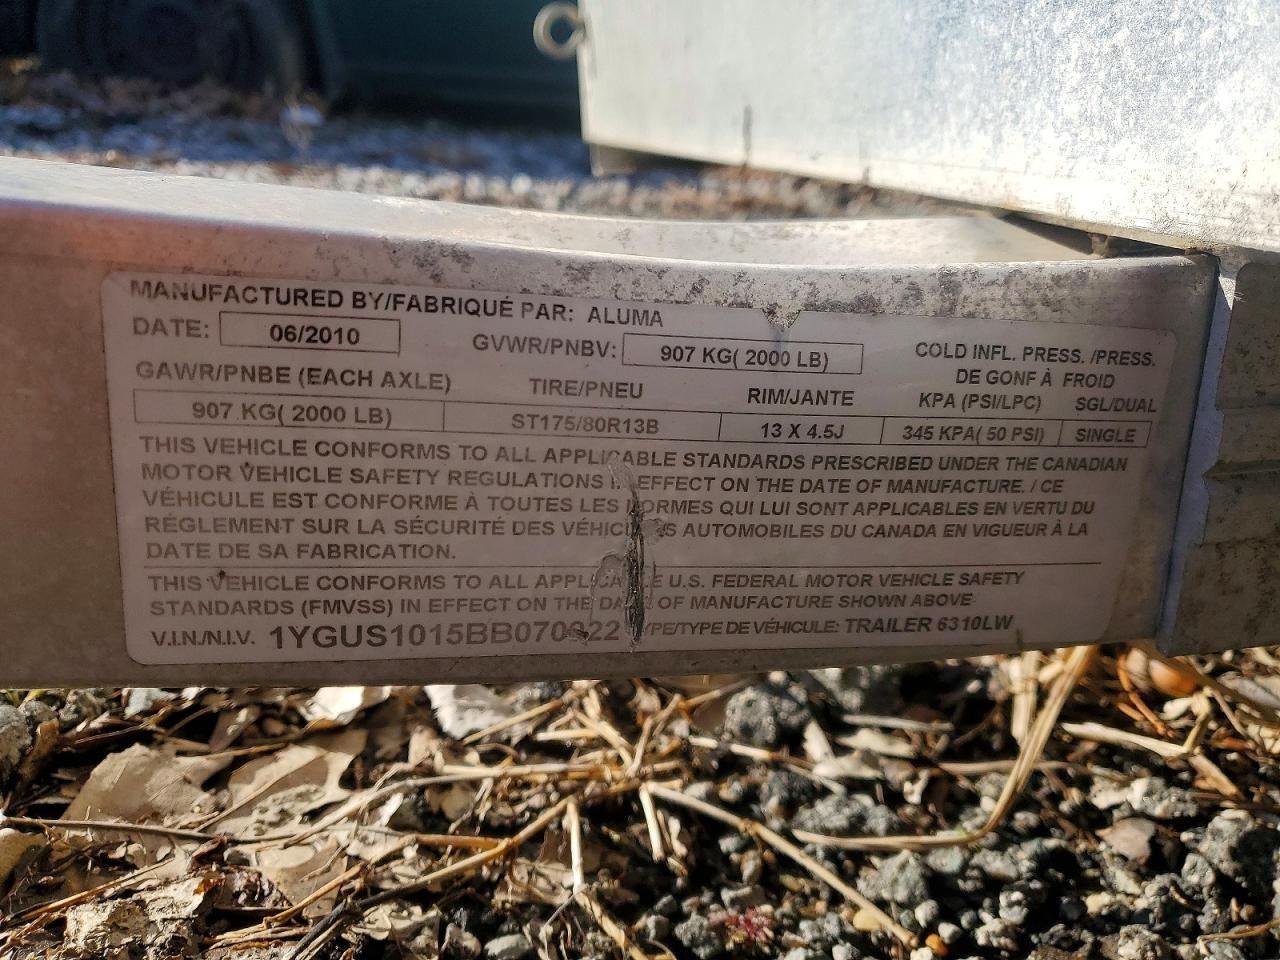 MANUFACTURED BY/FABRIQUÉ PAR: ALUMA
DATE: 06/2010 GVWR/PNBV: 907 KG( 2000 LB) COLD INFL. PRESS. /PRESS.
DE GONF À FROID
GAWR/PNBE (EACH AXLE) TIRE/PNEU RIM/JANTE KPA (PSI/LPC) SGL/DUAL
907 KG( 2000 LB) ST175/80R13B 13 X 4.5J 345 KPA( 50 PSI) SINGLE
THIS VEHICLE CONFORMS TO ALL APPLICABLE STANDARDS PRESCRIBED UNDER THE CANADIAN
MOTOR VEHICLE SAFETY REGULATIONS IN EFFECT ON THE DATE OF MANUFACTURE. / CE
VÉHICULE EST CONFORME À TOUTES LES NORMES QUI LUI SONT APPLICABLES EN VERTU DU
RÉGLEMENT SUR LA SÉCURITÉ DES VÉHICULES AUTOMOBILES DU CANADA EN VIGUEUR À LA
DATE DE SA FABRICATION.
THIS VEHICLE CONFORMS TO ALL APPLICABLE U.S. FEDERAL MOTOR VEHICLE SAFETY
STANDARDS (FMVSS) IN EFFECT ON THE DATE OF MANUFACTURE SHOWN ABOVE
V.I.N./N.I.V. TYPE/TYPE DE VÉHICULE: TRAILER 6310LW